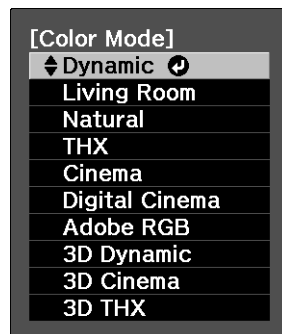 [Color Mode]
Dynamic
Living Room
Natural
THX
Cinema
Digital Cinema
Adobe RGB
3D Dynamic
3D Cinema
3D THX